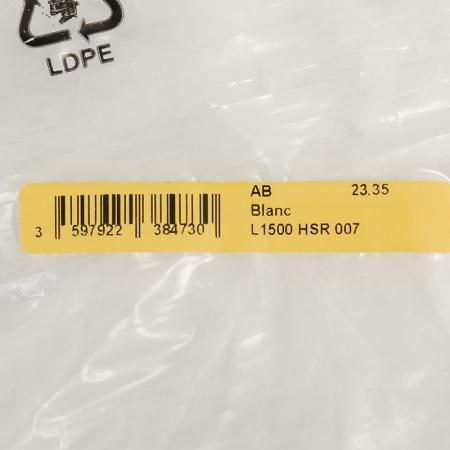 LDPE
AB 23.35
Blanc
L1500 HSR 007
3 597922 384730